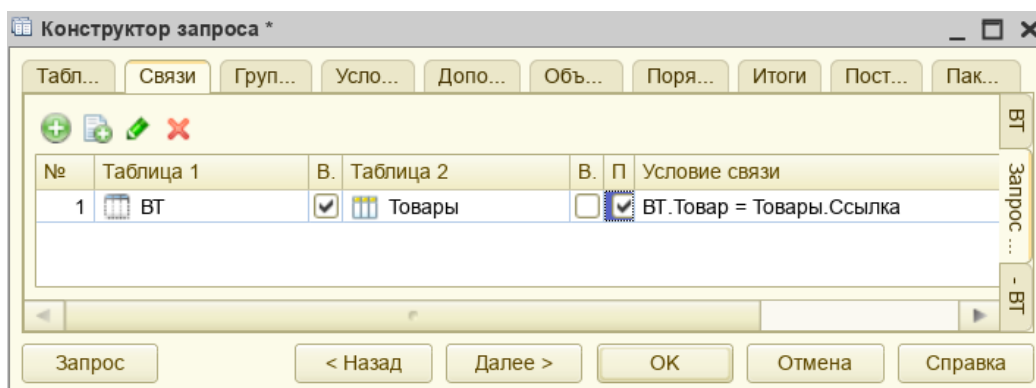 Конструктор запроса *
Табл... Связи Груп... Усло... Допо... Объ... Поря... Итоги Пост... Пак...
№ Таблица 1 В. Таблица 2 В. П Условие связи
1 ВТ Товары ВТ.Товар = Товары.Ссылка
ВТ
Запрос ...
- ВТ
Запрос < Назад Далее > OK Отмена Справка